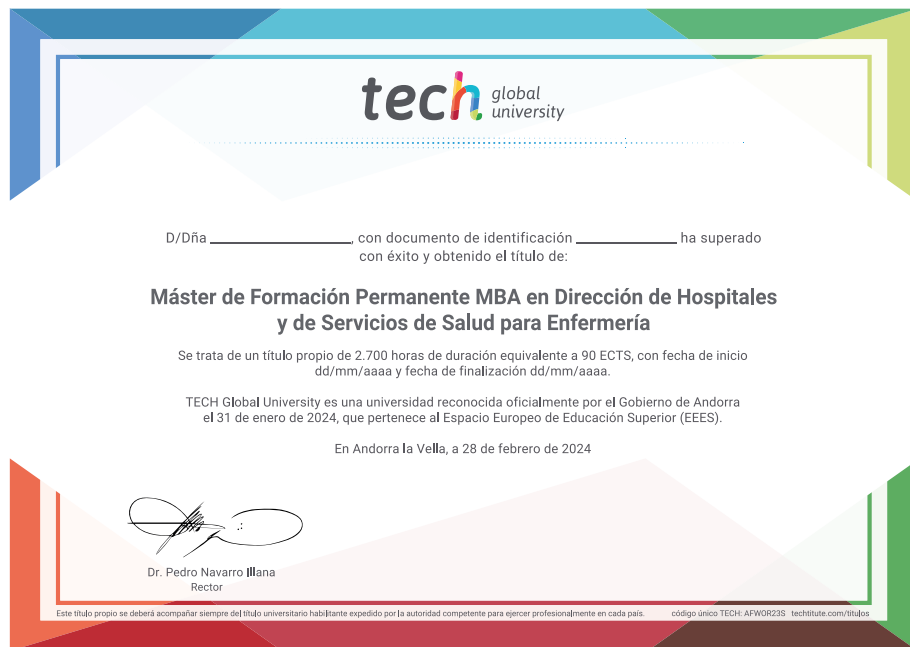 tech global
university
D/Dña ____________________, con documento de identificación ______________ ha superado
con éxito y obtenido el título de:
Máster de Formación Permanente MBA en Dirección de Hospitales
y de Servicios de Salud para Enfermería
Se trata de un título propio de 2.700 horas de duración equivalente a 90 ECTS, con fecha de inicio
dd/mm/aaaa y fecha de finalización dd/mm/aaaa.
TECH Global University es una universidad reconocida oficialmente por el Gobierno de Andorra
el 31 de enero de 2024, que pertenece al Espacio Europeo de Educación Superior (EEES).
En Andorra la Vella, a 28 de febrero de 2024
Dr. Pedro Navarro Illana
Rector
Este título propio se deberá acompañar siempre del título universitario habilitante expedido por la autoridad competente para ejercer profesionalmente en cada país. código único TECH: AFWOR23S techtitute.com/titulos